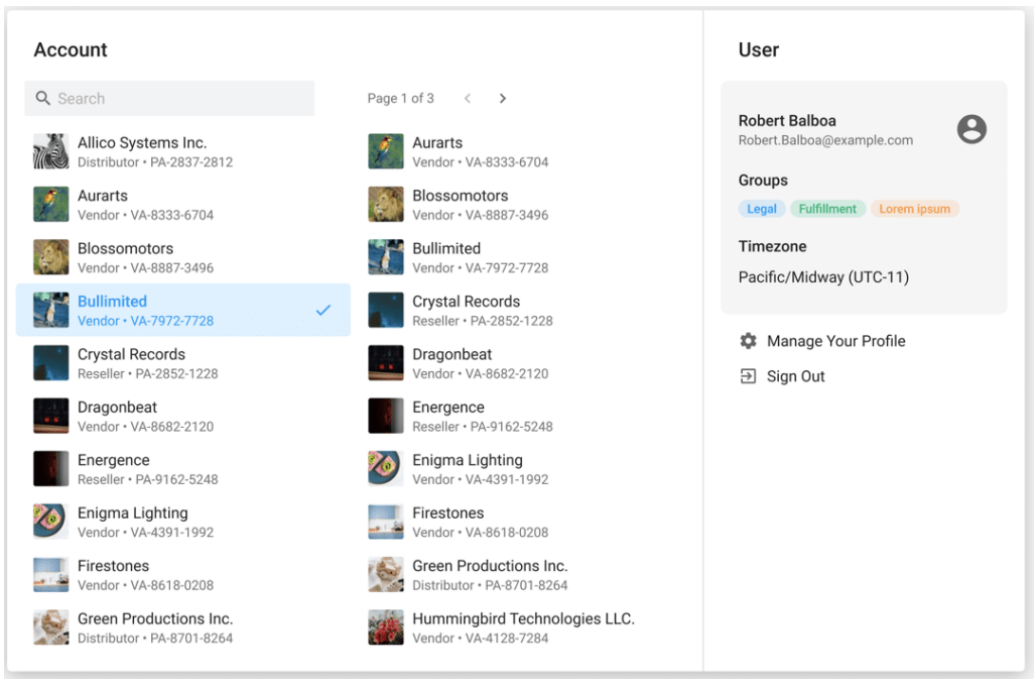 Account
Search
Page 1 of 3
Allico Systems Inc.
Distributor • PA-2837-2812
Aurarts
Vendor • VA-8333-6704
Blossomotors
Vendor • VA-8887-3496
Bullimited
Vendor • VA-7972-7728
Crystal Records
Reseller • PA-2852-1228
Dragonbeat
Vendor • VA-8682-2120
Energence
Reseller • PA-9162-5248
Enigma Lighting
Vendor • VA-4391-1992
Firestones
Vendor • VA-8618-0208
Green Productions Inc.
Distributor • PA-8701-8264
Aurarts
Vendor • VA-8333-6704
Blossomotors
Vendor • VA-8887-3496
Bullimited
Vendor • VA-7972-7728
Crystal Records
Reseller • PA-2852-1228
Dragonbeat
Vendor • VA-8682-2120
Energence
Reseller • PA-9162-5248
Enigma Lighting
Vendor • VA-4391-1992
Firestones
Vendor • VA-8618-0208
Green Productions Inc.
Distributor • PA-8701-8264
Hummingbird Technologies LLC.
Vendor • VA-4128-7284
User
Robert Balboa
Robert.Balboa@example.com
Groups
Legal Fulfillment Lorem ipsum
Timezone
Pacific/Midway (UTC-11)
Manage Your Profile
Sign Out